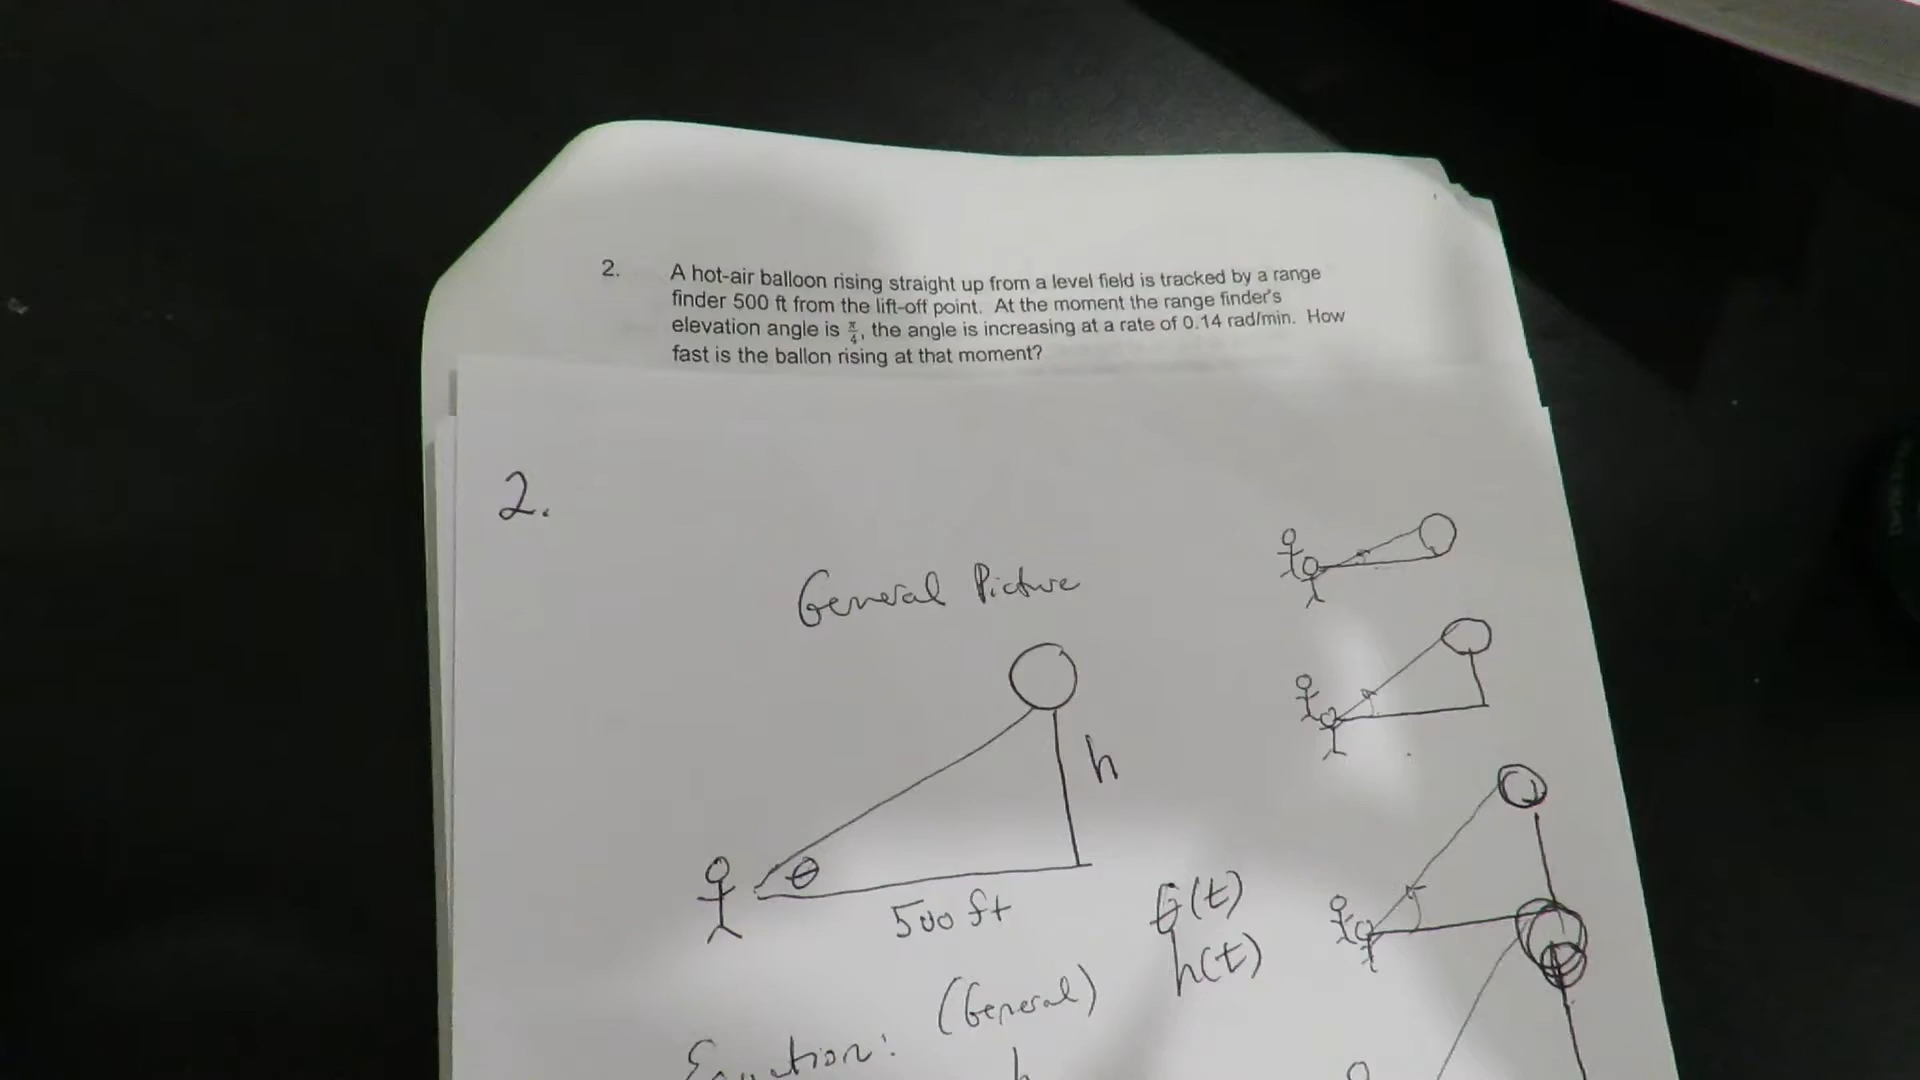 2. A hot-air balloon rising straight up from a level field is tracked by a range
finder 500 ft from the lift-off point. At the moment the range finder's
elevation angle is π/4, the angle is increasing at a rate of 0.14 rad/min. How
fast is the ballon rising at that moment?
2.
General Picture
h
θ
500 ft
θ(t)
h(t)
(General)
Equation:
h